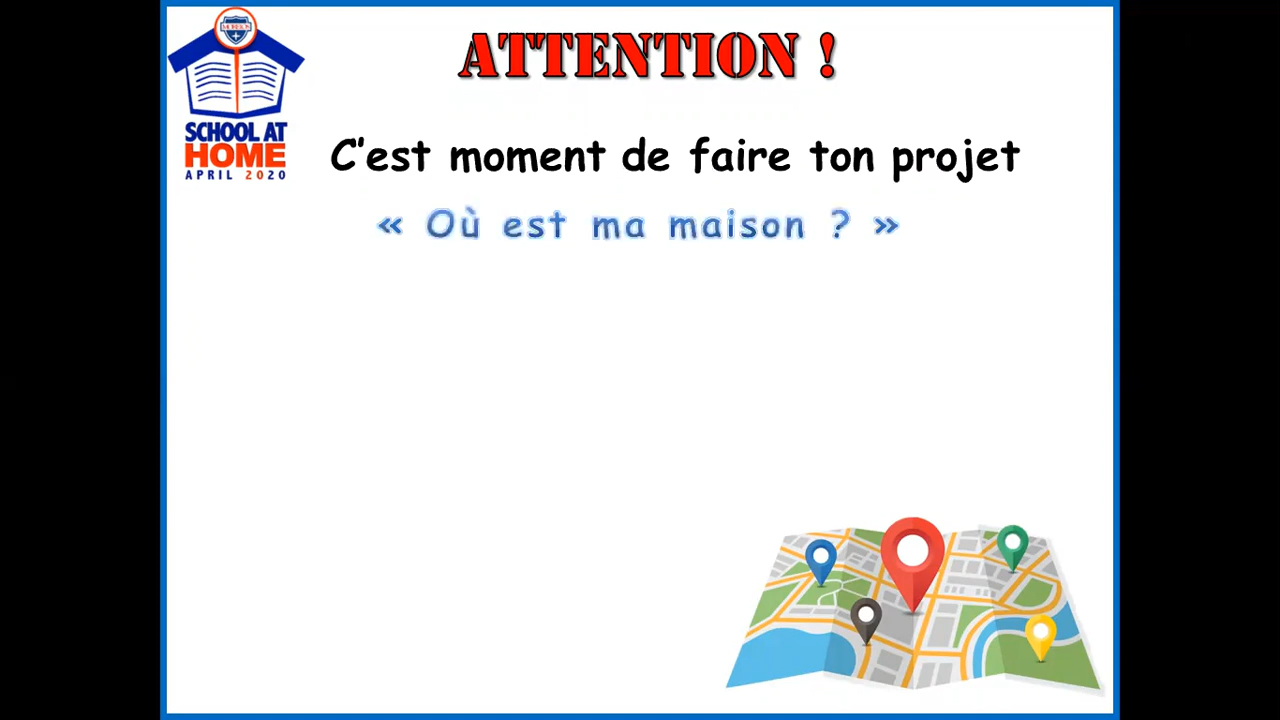 ATTENTION !
SCHOOL AT
HOME
APRIL 2020
C'est moment de faire ton projet
« Où est ma maison ? »